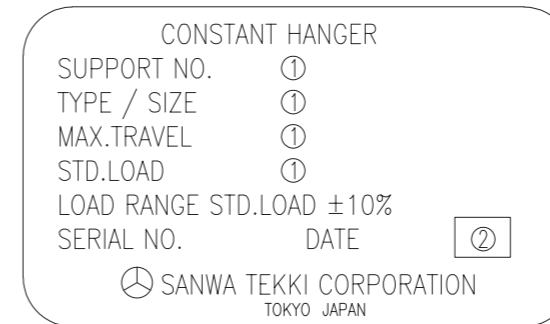 CONSTANT HANGER
SUPPORT NO. ①
TYPE / SIZE ①
MAX.TRAVEL ①
STD.LOAD ①
LOAD RANGE STD.LOAD ±10%
SERIAL NO. DATE ②
SANWA TEKKI CORPORATION
TOKYO JAPAN